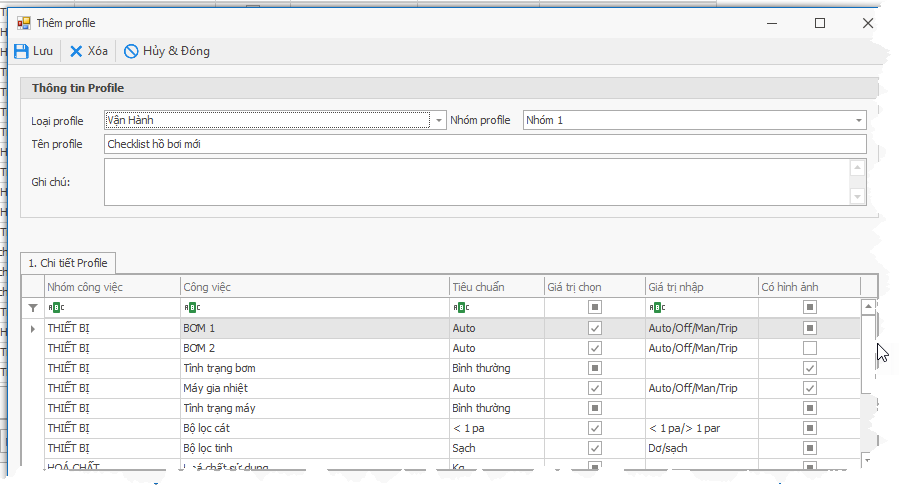 Thêm profile
Lưu Xóa Hủy & Đóng
Thông tin Profile
Loại profile Vận Hành Nhóm profile Nhóm 1
Tên profile Checklist hồ bơi mới
Ghi chú:
1. Chi tiết Profile
Nhóm công việc Công việc Tiêu chuẩn Giá trị chọn Giá trị nhập Có hình ảnh
THIẾT BỊ BƠM 1 Auto Auto/Off/Man/Trip
THIẾT BỊ BƠM 2 Auto Auto/Off/Man/Trip
THIẾT BỊ Tình trạng bơm Bình thường
THIẾT BỊ Máy gia nhiệt Auto Auto/Off/Man/Trip
THIẾT BỊ Tình trạng máy Bình thường
THIẾT BỊ Bộ lọc cát < 1 pa < 1 pa/> 1 par
THIẾT BỊ Bộ lọc tinh Sạch Dơ/sạch
HOÁ CHẤT chất sử dụng Kg